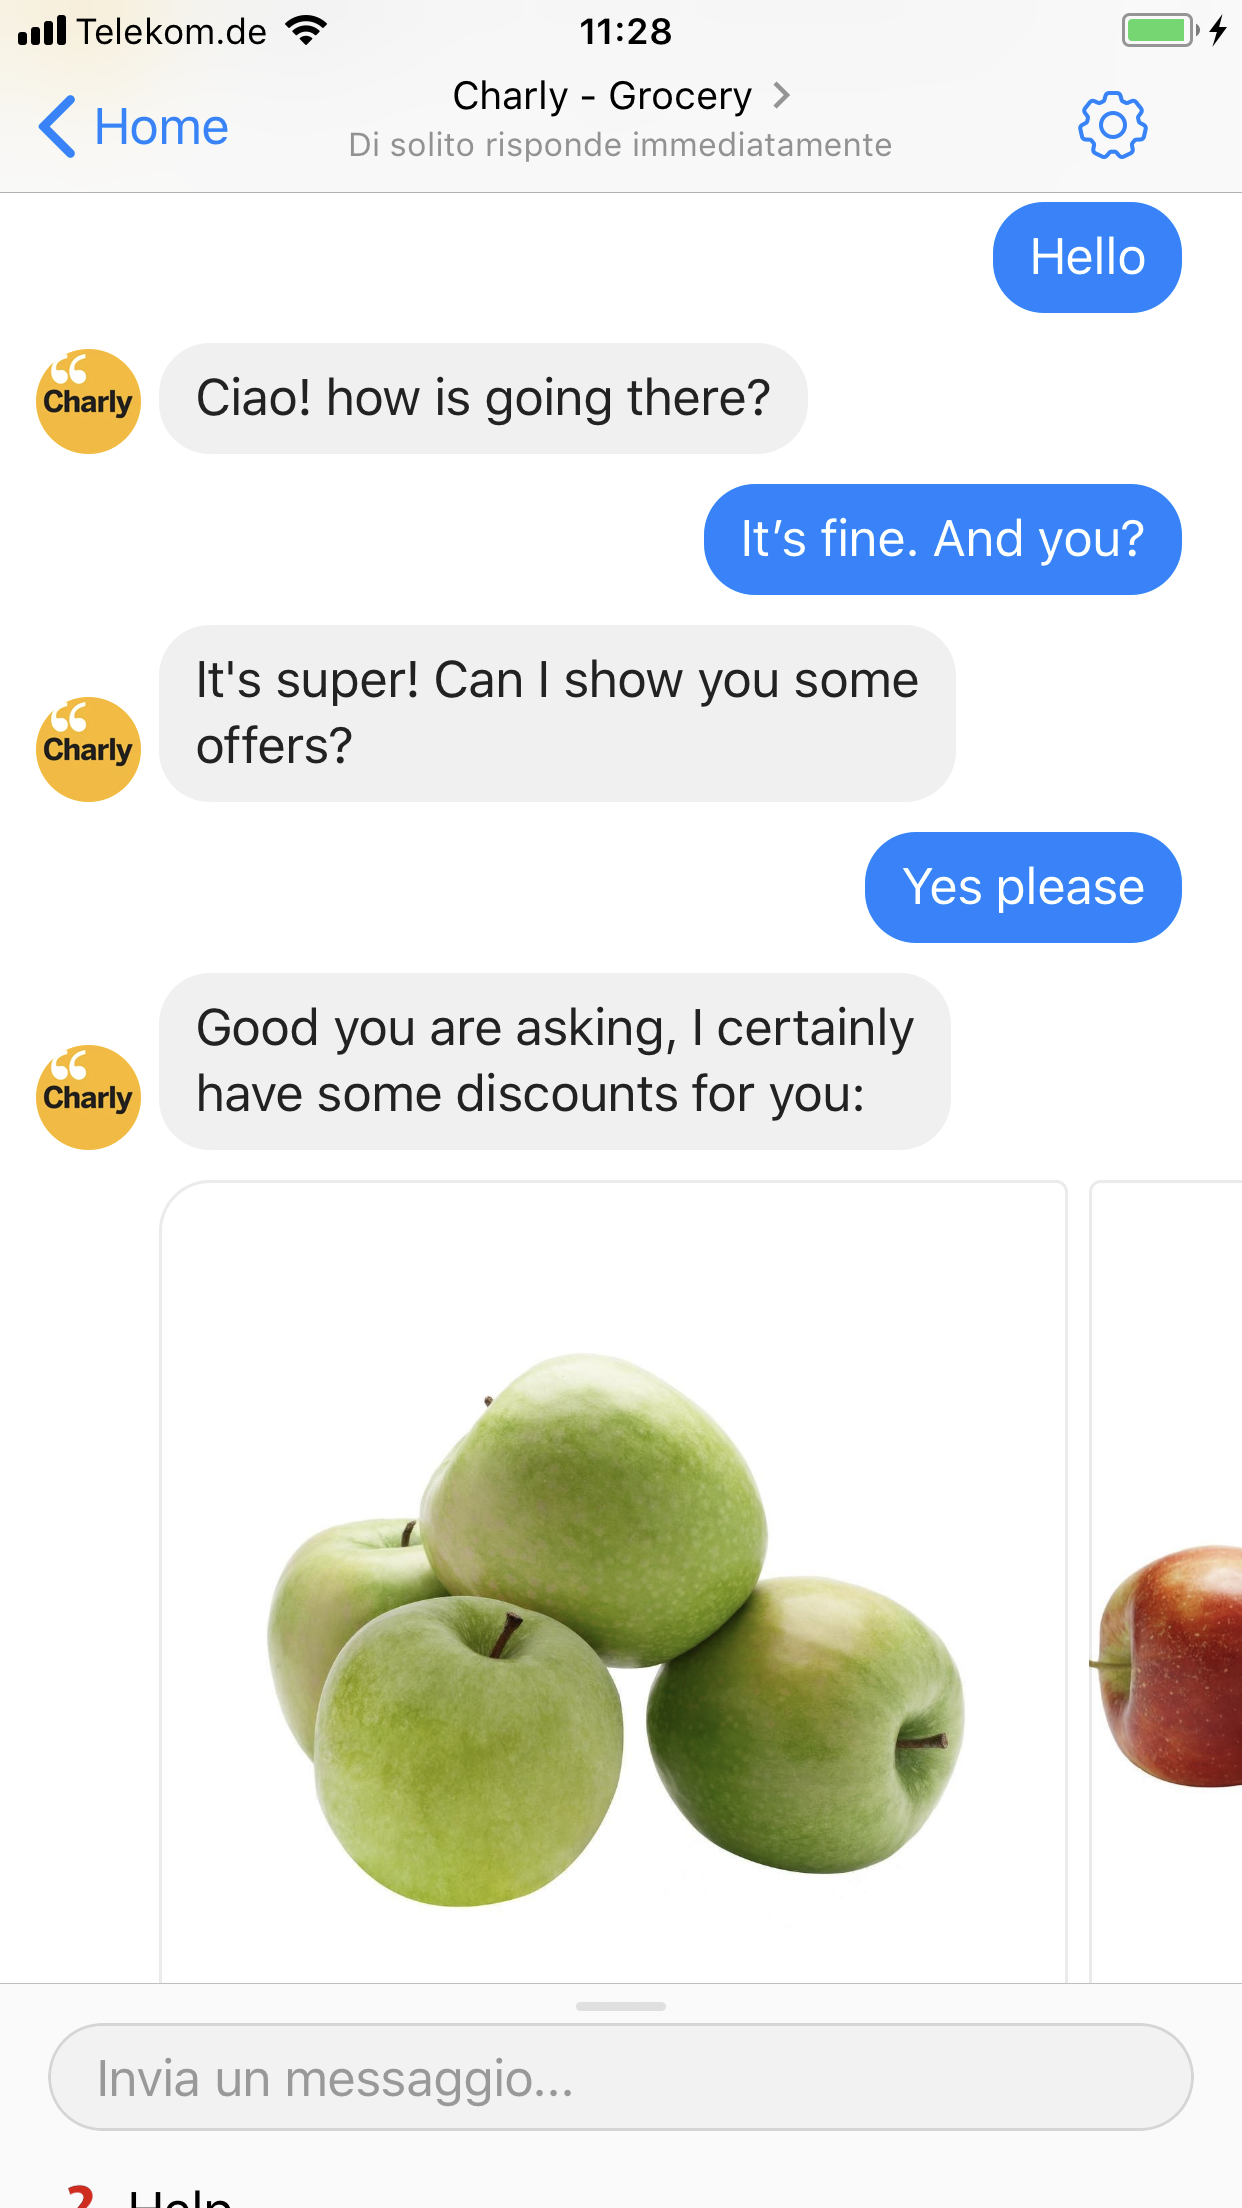 Telekom.de
11:28
Home
Charly - Grocery
Di solito risponde immediatamente
Hello
Charly
Ciao! how is going there?
It’s fine. And you?
It's super! Can I show you some
offers?
Charly
Yes please
Good you are asking, I certainly
have some discounts for you:
Charly
Invia un messaggio...
? Help